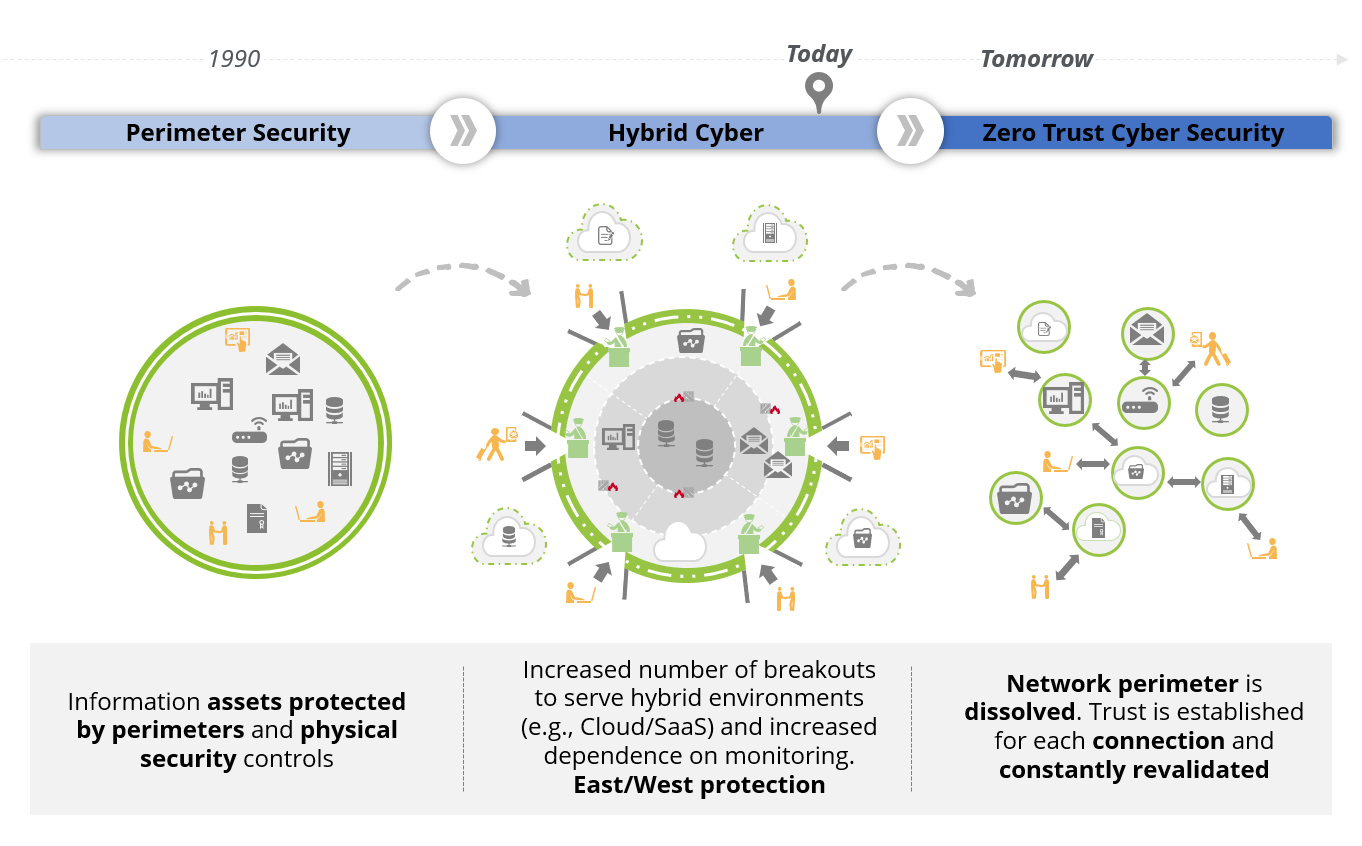 1990
Today
Tomorrow
Perimeter Security
Hybrid Cyber
Zero Trust Cyber Security
Information assets protected
by perimeters and physical
security controls
Increased number of breakouts
to serve hybrid environments
(e.g., Cloud/SaaS) and increased
dependence on monitoring.
East/West protection
Network perimeter is
dissolved. Trust is established
for each connection and
constantly revalidated